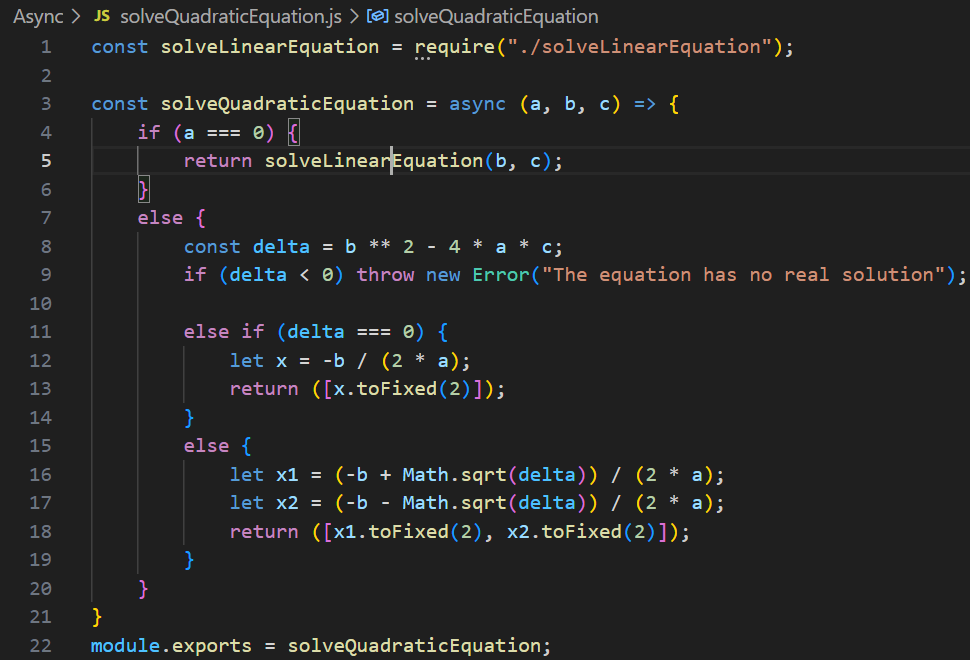 Async > JS solveQuadraticEquation.js > solveQuadraticEquation
1 const solveLinearEquation = require("./solveLinearEquation");
2
3 const solveQuadraticEquation = async (a, b, c) => {
4     if (a === 0) {
5         return solveLinearEquation(b, c);
6     }
7     else {
8         const delta = b ** 2 - 4 * a * c;
9         if (delta < 0) throw new Error("The equation has no real solution");
10
11         else if (delta === 0) {
12             let x = -b / (2 * a);
13             return ([x.toFixed(2)]);
14         }
15         else {
16             let x1 = (-b + Math.sqrt(delta)) / (2 * a);
17             let x2 = (-b - Math.sqrt(delta)) / (2 * a);
18             return ([x1.toFixed(2), x2.toFixed(2)]);
19         }
20     }
21 }
22 module.exports = solveQuadraticEquation;